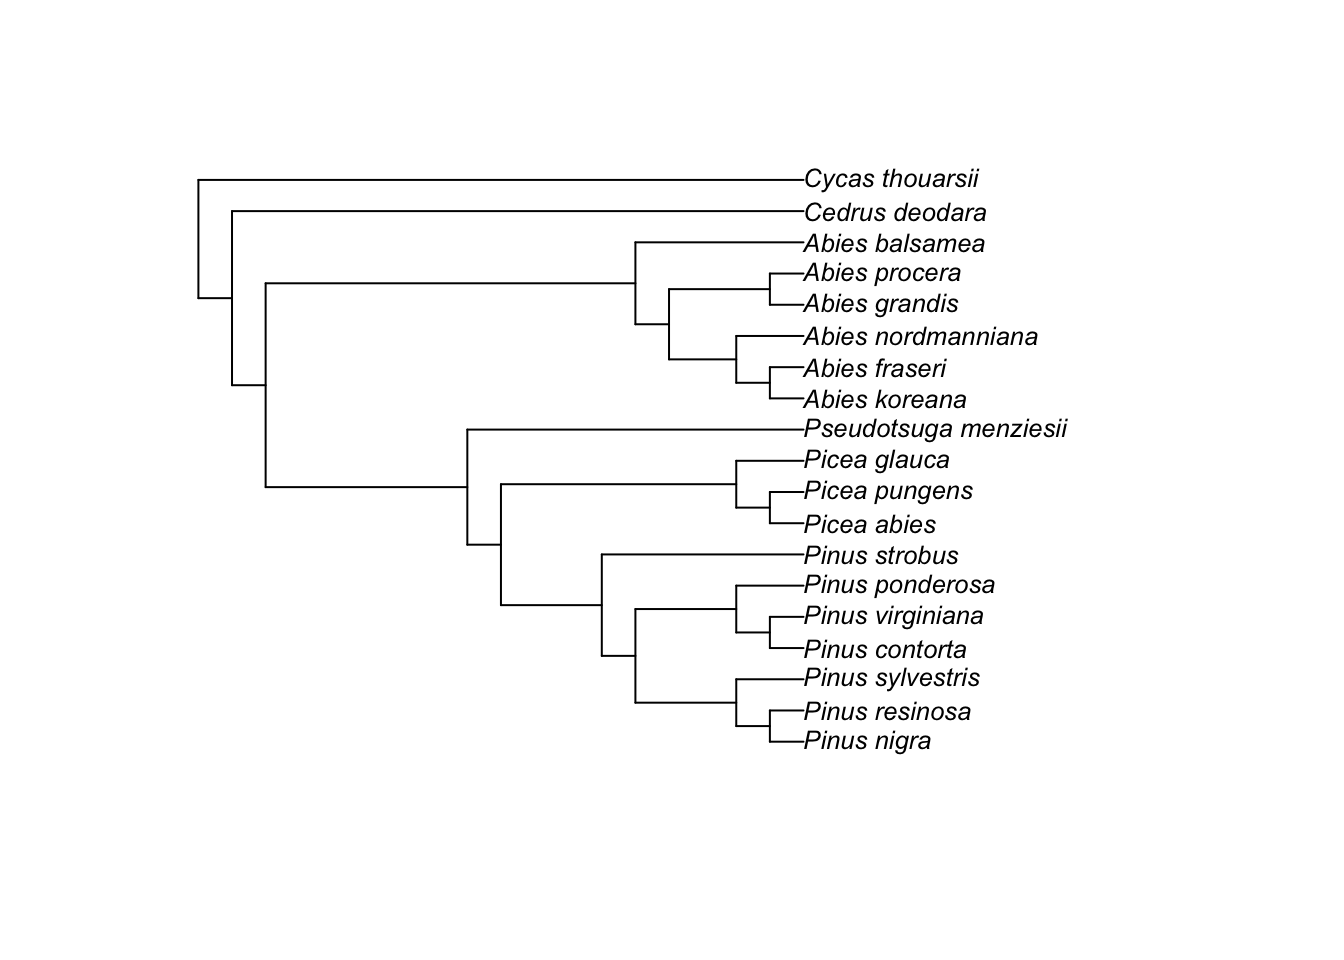 Cycas thouarsii
Cedrus deodara
Abies balsamea
Abies procera
Abies grandis
Abies nordmanniana
Abies fraseri
Abies koreana
Pseudotsuga menziesii
Picea glauca
Picea pungens
Picea abies
Pinus strobus
Pinus ponderosa
Pinus virginiana
Pinus contorta
Pinus sylvestris
Pinus resinosa
Pinus nigra